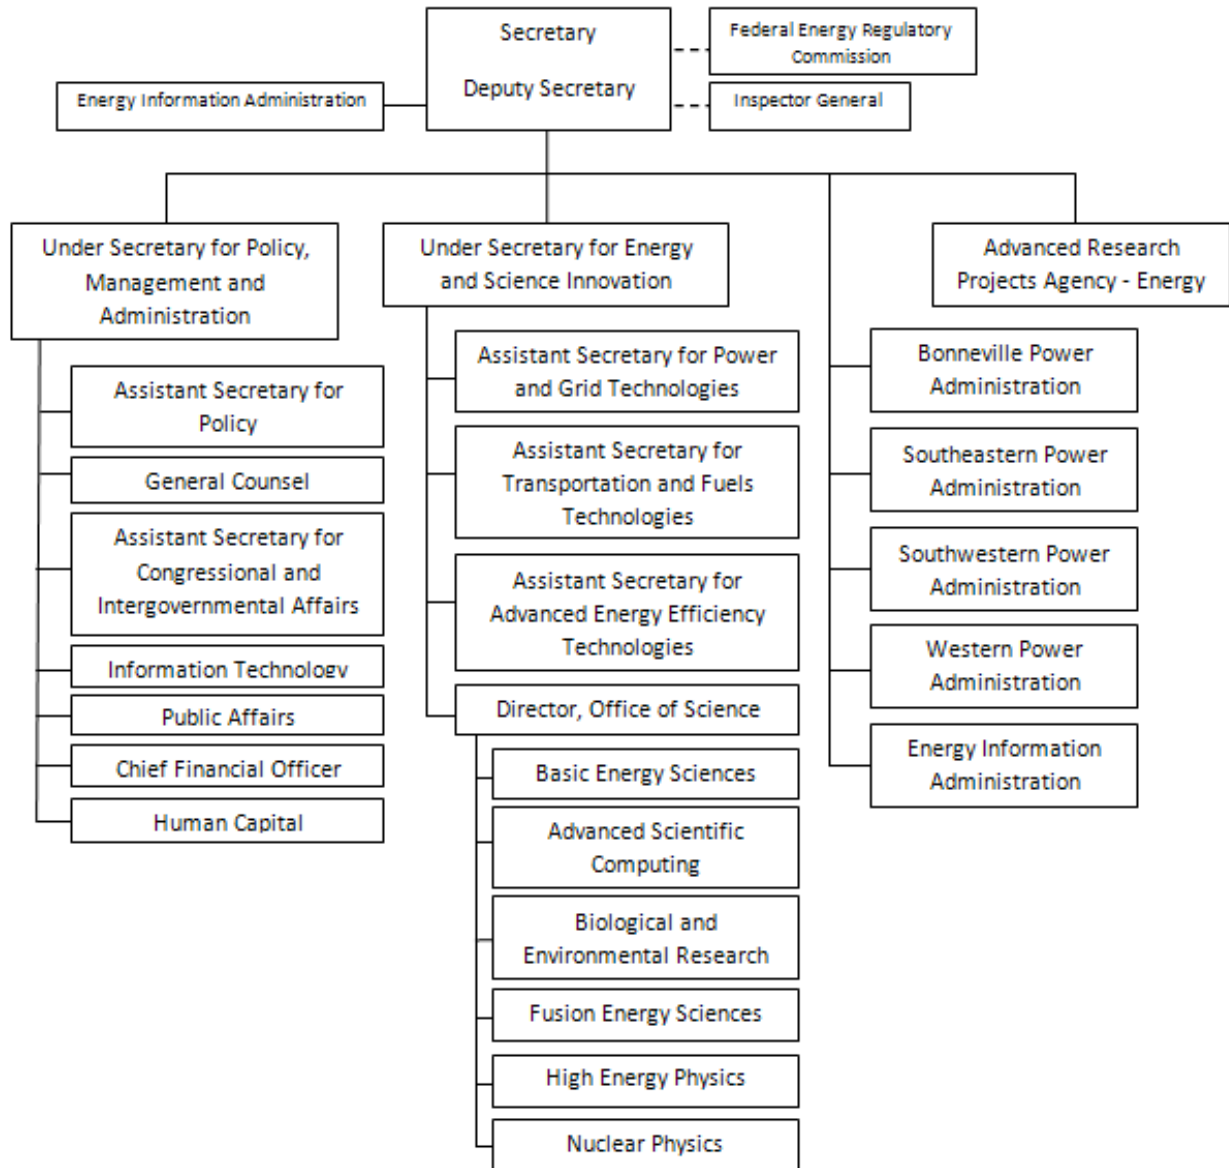 Secretary
Deputy Secretary
Federal Energy Regulatory
Commission
Energy Information Administration
Inspector General
Under Secretary for Policy,
Management and
Administration
Assistant Secretary for
Policy
General Counsel
Assistant Secretary for
Congressional and
Intergovernmental Affairs
Information Technology
Public Affairs
Chief Financial Officer
Human Capital
Under Secretary for Energy
and Science Innovation
Assistant Secretary for Power
and Grid Technologies
Assistant Secretary for
Transportation and Fuels
Technologies
Assistant Secretary for
Advanced Energy Efficiency
Technologies
Director, Office of Science
Basic Energy Sciences
Advanced Scientific
Computing
Biological and
Environmental Research
Fusion Energy Sciences
High Energy Physics
Nuclear Physics
Advanced Research
Projects Agency - Energy
Bonneville Power
Administration
Southeastern Power
Administration
Southwestern Power
Administration
Western Power
Administration
Energy Information
Administration